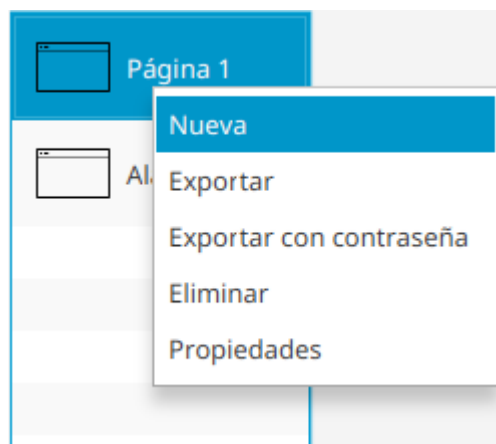 Página 1
Nueva
Exportar
Exportar con contraseña
Eliminar
Propiedades